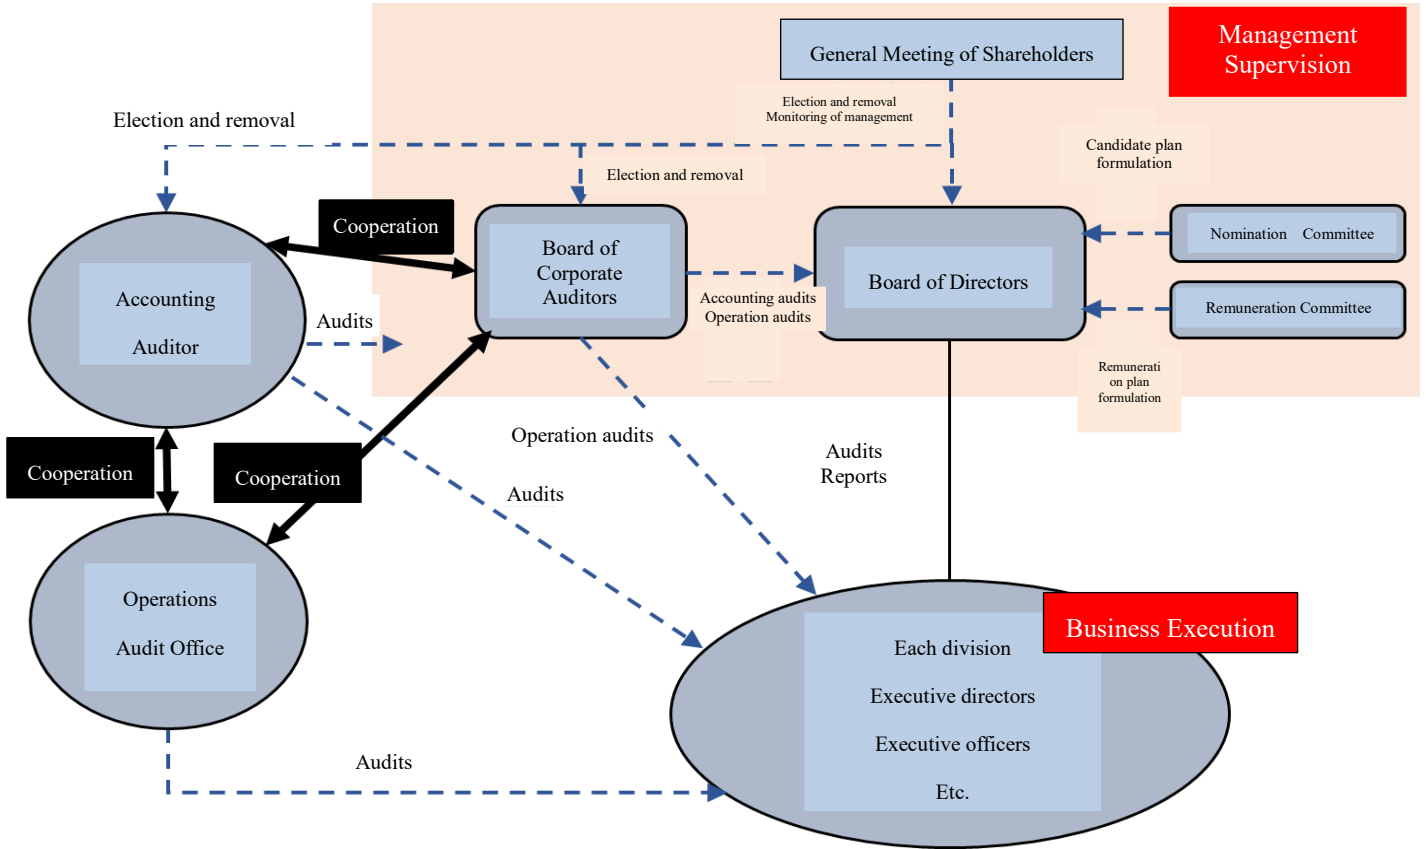 Management
Supervision
General Meeting of Shareholders
Election and removal
Monitoring of management
Election and removal
Candidate plan
formulation
Election and removal
Cooperation
Nomination Committee
Board of
Corporate
Auditors
Board of Directors
Accounting
Auditor
Accounting audits
Operation audits
Remuneration Committee
Audits
Remunerati
on plan
formulation
Operation audits
Audits
Reports
Cooperation
Cooperation
Audits
Operations
Audit Office
Business Execution
Each division
Executive directors
Executive officers
Etc.
Audits